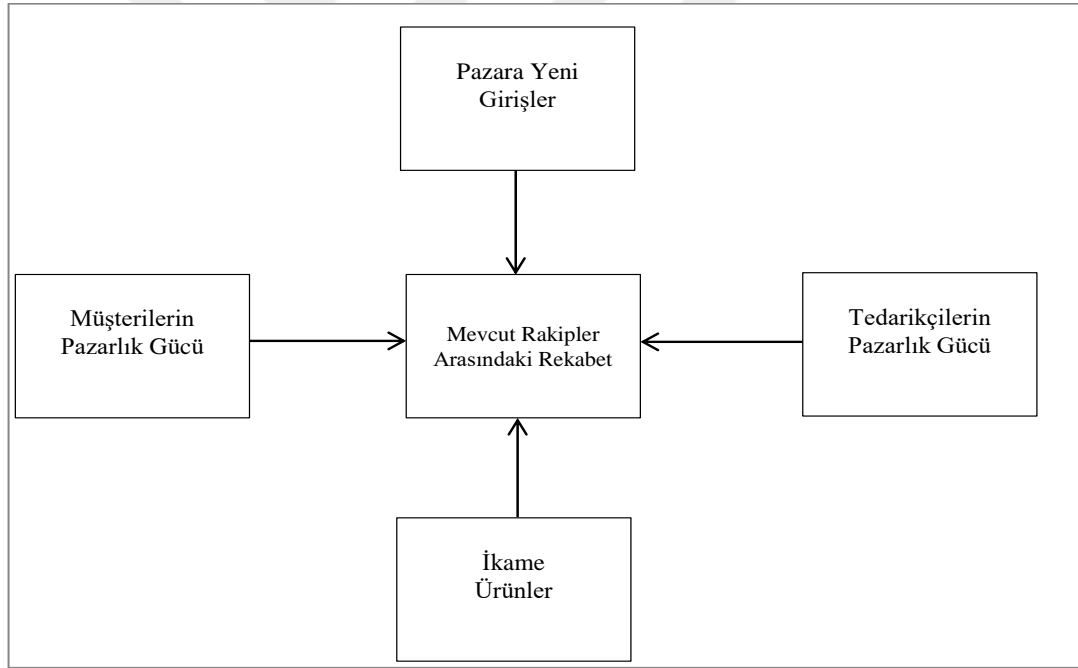 Pazara Yeni
Girişler
Müşterilerin
Pazarlık Gücü
Mevcut Rakipler
Arasındaki Rekabet
Tedarikçilerin
Pazarlık Gücü
İkame
Ürünler